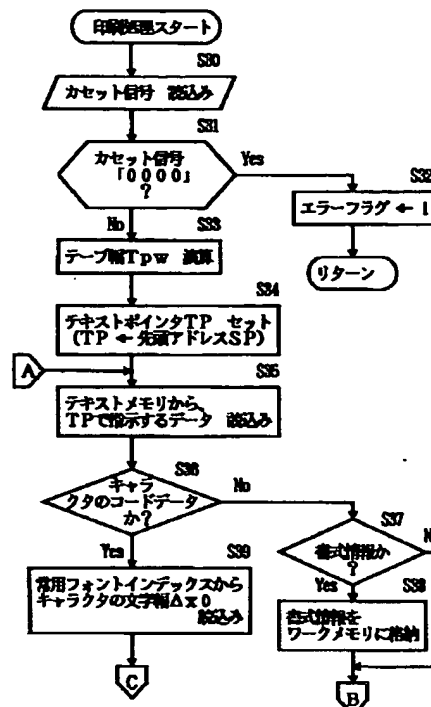 印刷処理スタート
S30
カセット信号 読込み
S31
カセット信号
「0000」
?
Yes
S32
エラーフラグ ← 1
リターン
No
S33
テープ幅Tpw 演算
S34
テキストポインタTP セット
(TP ← 先頭アドレスSP)
A
S35
テキストメモリから、
TPで指示するデータ 読込み
S36
キャラ
クタのコードデータ
か?
No
S37
書式情報か
?
N
Yes
S39
常用フォントインデックスから
キャラクタの文字幅Δx0
読込み
C
Yes
S38
書式情報を
ワークメモリに格納
B